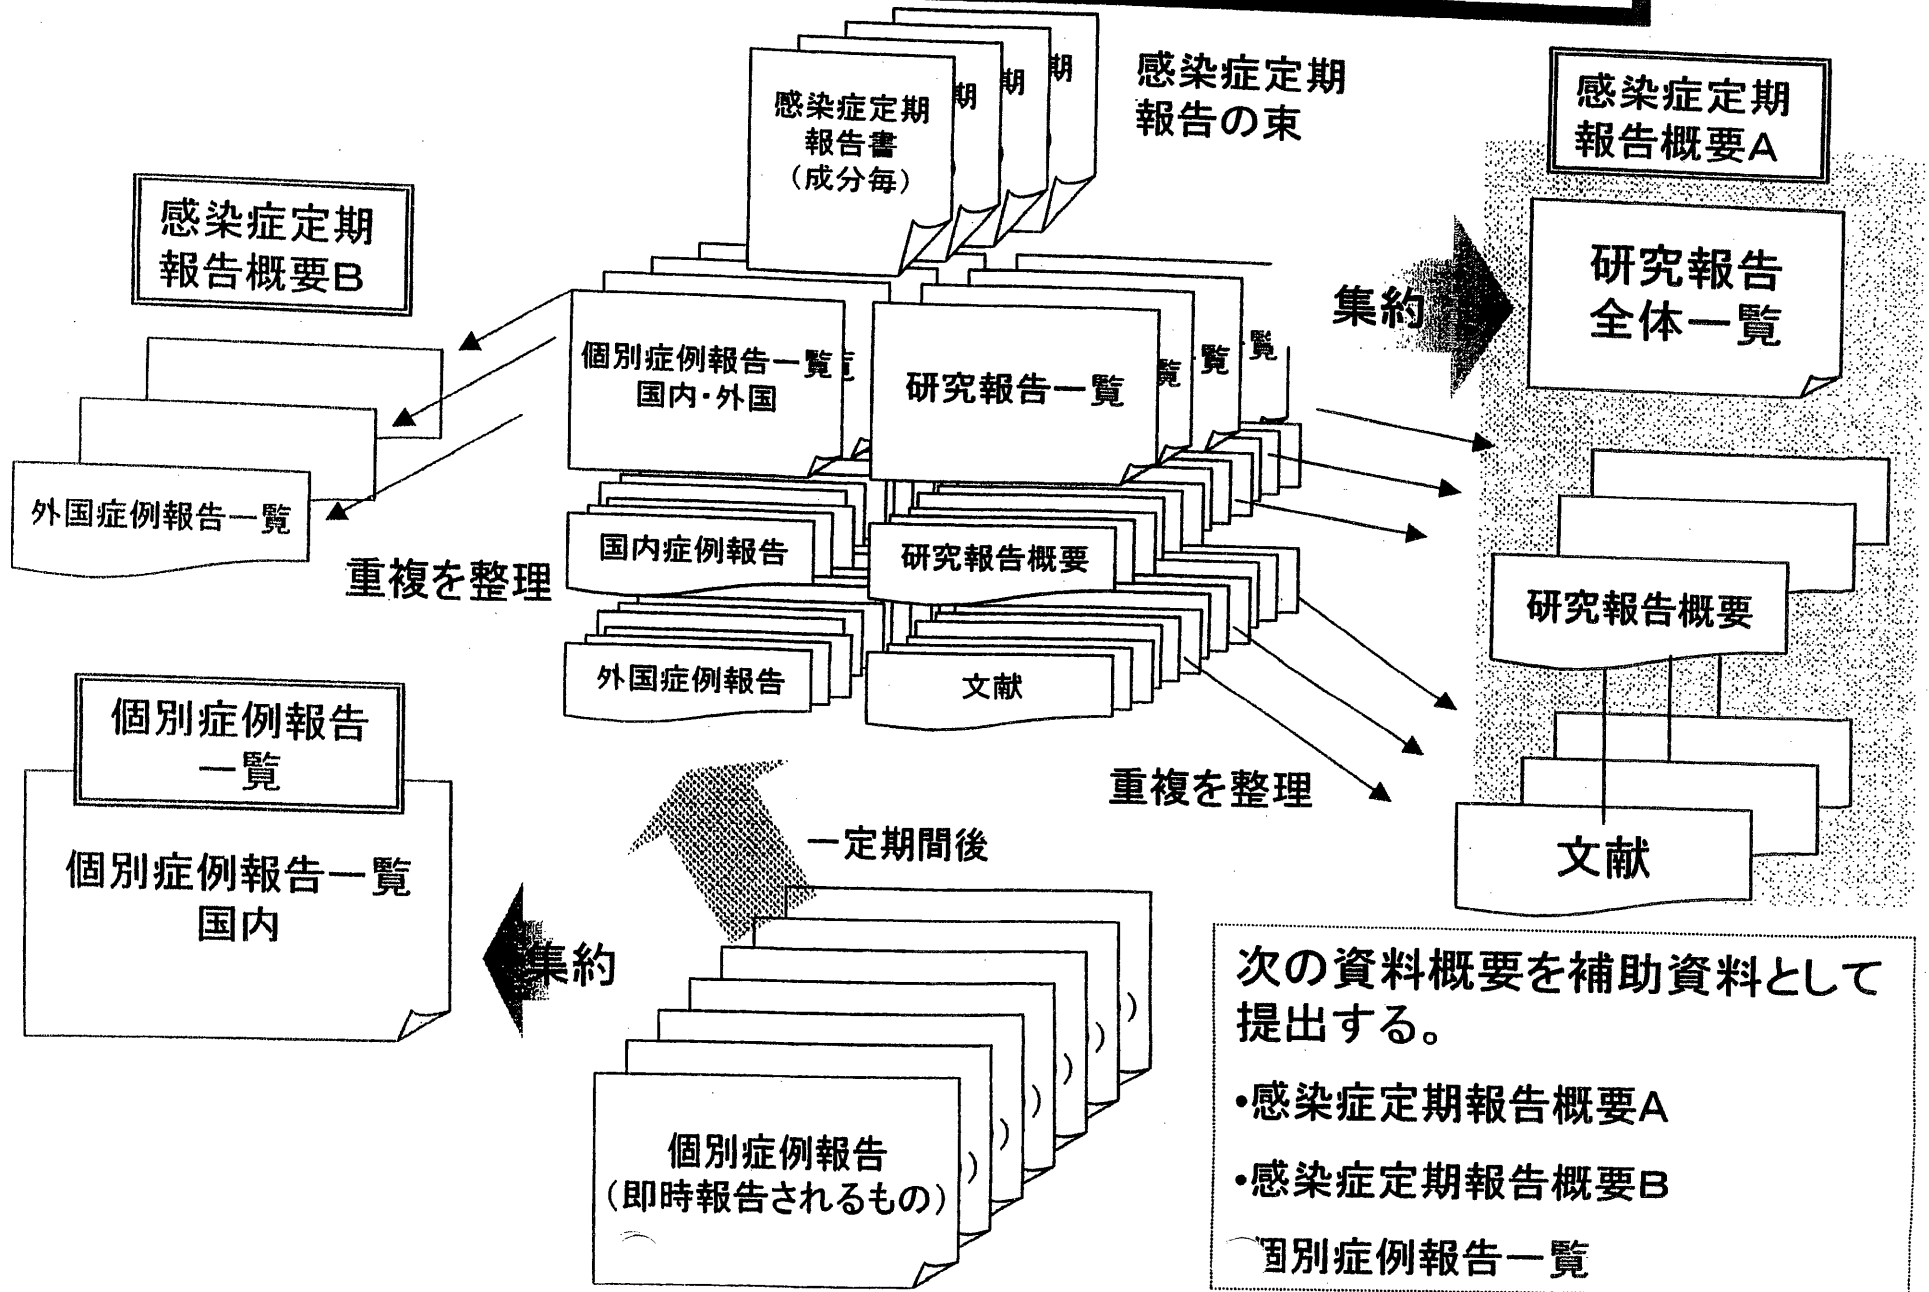 感染症定期
報告書
（成分毎）
期
期
期
感染症定期
報告の束
感染症定期
報告概要A
感染症定期
報告概要B
研究報告
全体一覧
集約
個別症例報告一覧
国内・外国
研究報告一覧
覧
一覧
一覧
外国症例報告一覧
重複を整理
国内症例報告
研究報告概要
研究報告概要
外国症例報告
文献
個別症例報告
一覧
重複を整理
一定期間後
文献
個別症例報告一覧
国内
集約
次の資料概要を補助資料として
提出する。
•感染症定期報告概要A
•感染症定期報告概要B
個別症例報告一覧
）
）
）
）
）
）
個別症例報告
（即時報告されるもの）